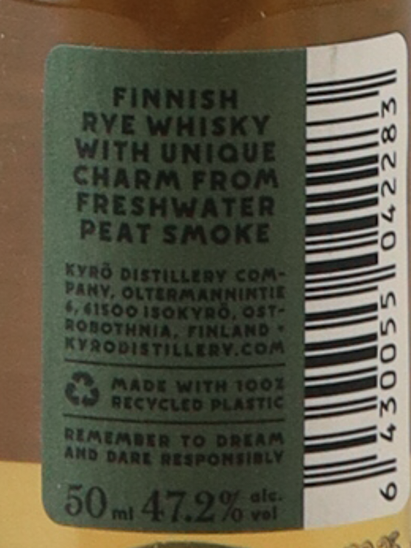 FINNISH
RYE WHISKY
WITH UNIQUE
CHARM FROM
FRESHWATER
PEAT SMOKE
KYRÖ DISTILLERY COM-
PANY, OLTERMANNINTIE
6, 61500 ISOKYRÖ, OST-
ROBOTHNIA, FINLAND •
KYRODISTILLERY.COM
MADE WITH 100%
RECYCLED PLASTIC
REMEMBER TO DREAM
AND DARE RESPONSIBLY
50 ml 47.2% alc. vol
6 430055 042283